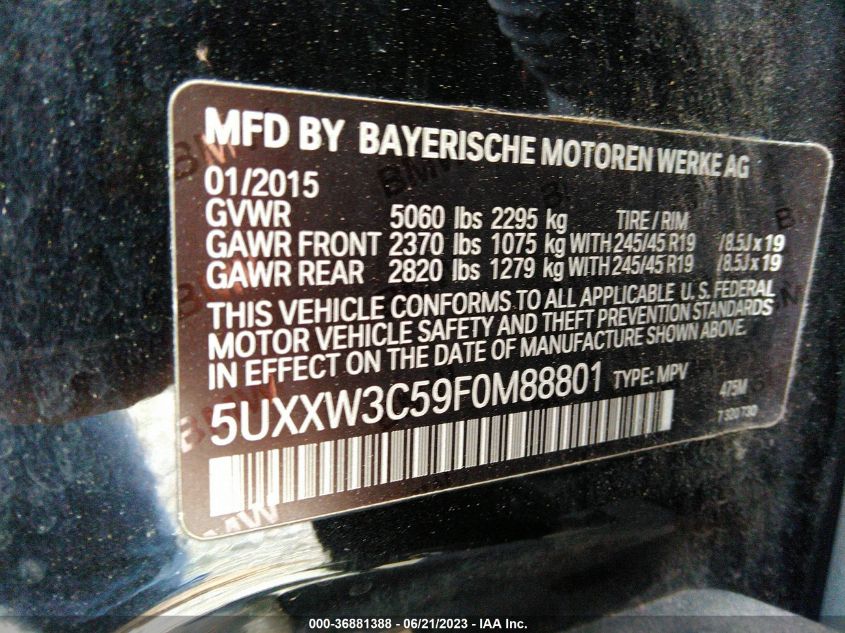 MFD BY BAYERISCHE MOTOREN WERKE AG
01/2015
GVWR 5060 lbs 2295 kg TIRE / RIM
GAWR FRONT 2370 lbs 1075 kg WITH 245/45 R19 /8.5J x 19
GAWR REAR 2820 lbs 1279 kg WITH 245/45 R19 /8.5J x 19
THIS VEHICLE CONFORMS TO ALL APPLICABLE U.S. FEDERAL
MOTOR VEHICLE SAFETY AND THEFT PREVENTION STANDARDS
IN EFFECT ON THE DATE OF MANUFACTURE SHOWN ABOVE.
5UXXW3C59F0M88801 TYPE: MPV 475M
7 320 730
000-36881388 - 06/21/2023 - IAA Inc.